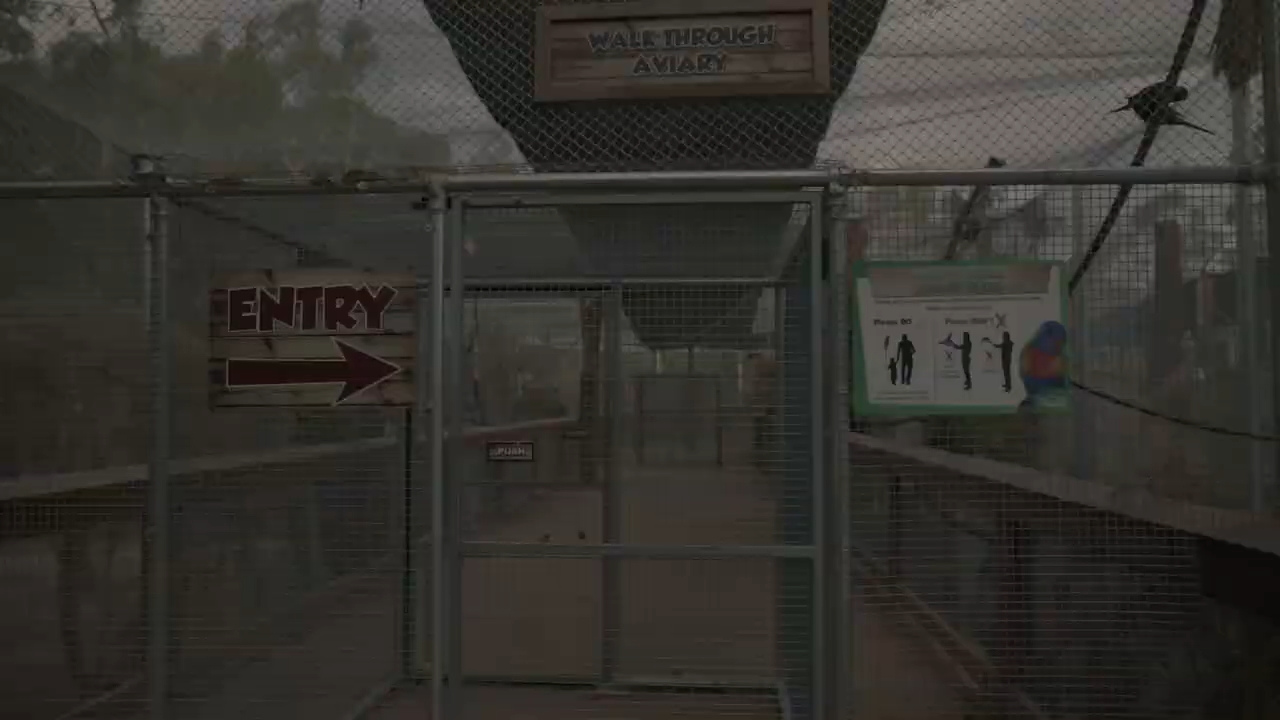 WALK THROUGH
AVIARY
ENTRY
Please DO
Please DON'T
PUSH